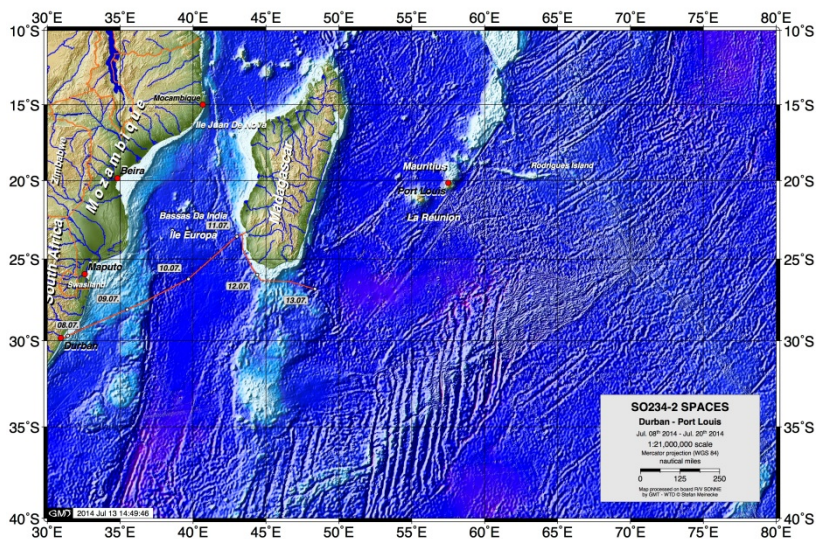 30°E 35°E 40°E 45°E 50°E 55°E 60°E 65°E 70°E 75°E 80°E
10°S 10°S
Mocambique
15°S 15°S
Île Juan De Nova
Zimbabwe
Mozambique
Madagascar
Mauritius
Rodrigues Island
Beira
20°S 20°S
Port Louis
Bassas Da India
La Réunion
11.07.
Île Europa
South Africa
10.07.
25°S 25°S
Maputo
Swasiland
12.07.
09.07.
13.07.
08.07.
30°S 30°S
Durban
SO234-2 SPACES
Durban - Port Louis
Jul. 08th 2014 - Jul. 20th 2014
1:21,000,000 scale
Mercator projection (WGS 84)
nautical miles
0 125 250
Map processed on board R/V SONNE
by GMT - WTD © Stefan Meinecke
35°S 35°S
40°S 40°S
GMD 2014 Jul 13 14:49:46
30°E 35°E 40°E 45°E 50°E 55°E 60°E 65°E 70°E 75°E 80°E